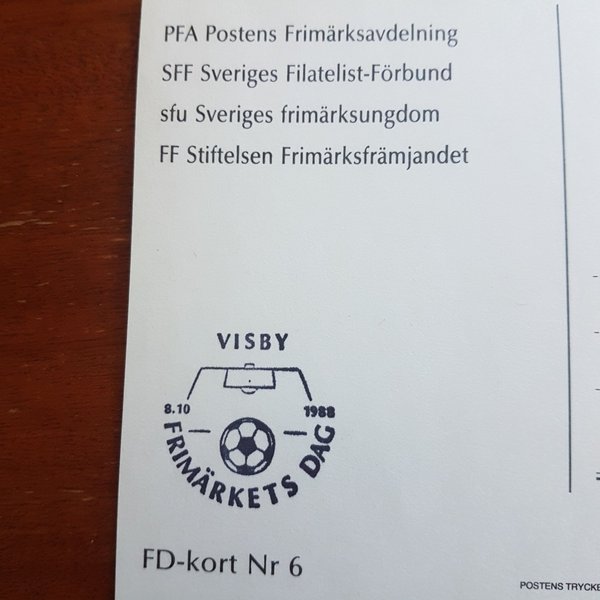 PFA Postens Frimärksavdelning
SFF Sveriges Filatelist-Förbund
sfu Sveriges frimärksungdom
FF Stiftelsen Frimärksfrämjandet
VISBY
8.10 1988
FRIMÄRKETS DAG
FD-kort Nr 6
POSTENS